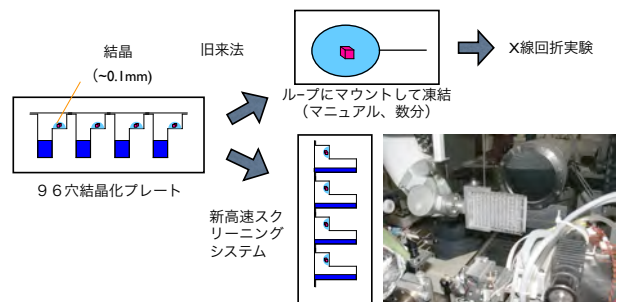 結晶
(~0.1mm)
旧来法
X線回折実験
ループにマウントして凍結
(マニュアル、数分)
９６穴結晶化プレート
新高速スク
リーニング
システム